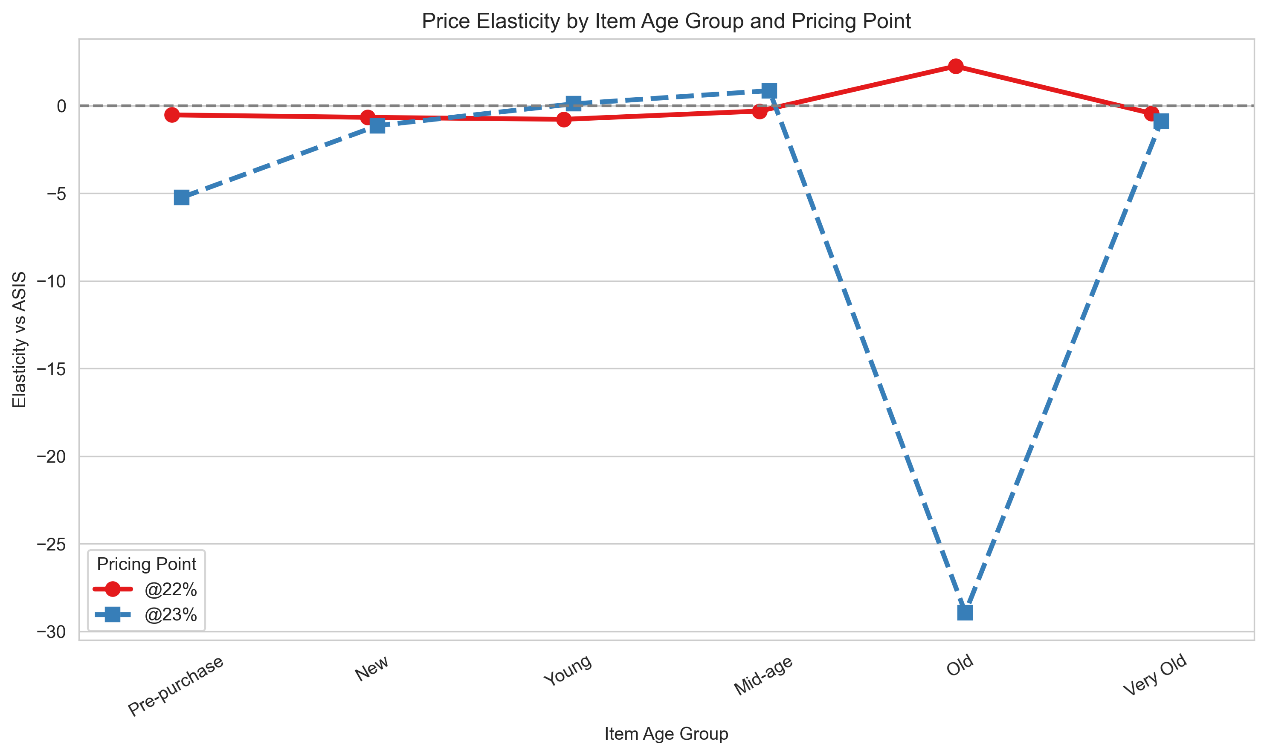 Price Elasticity by Item Age Group and Pricing Point
Elasticity vs ASIS
0
−5
−10
−15
−20
−25
−30
Pricing Point
@22%
@23%
Pre-purchase
New
Young
Mid-age
Old
Very Old
Item Age Group